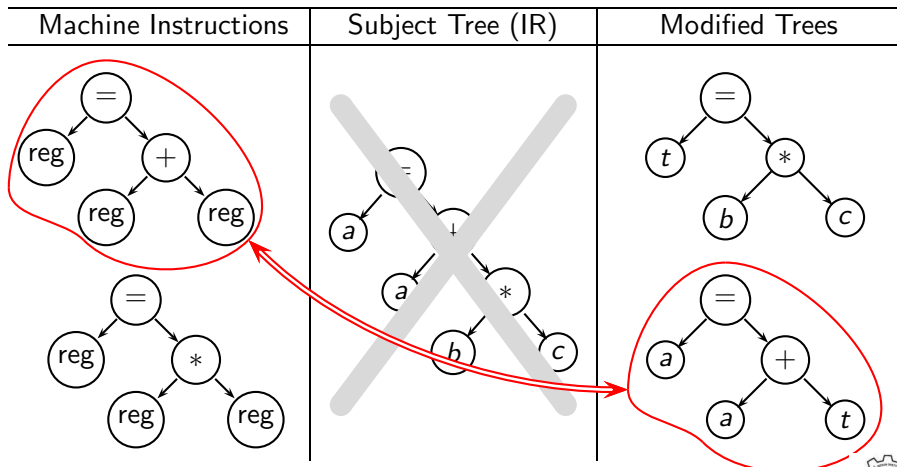 Machine Instructions Subject Tree (IR) Modified Trees
=
reg +
reg reg
=
reg *
reg reg
=
a +
a *
b c
=
t *
b c
=
a +
a t